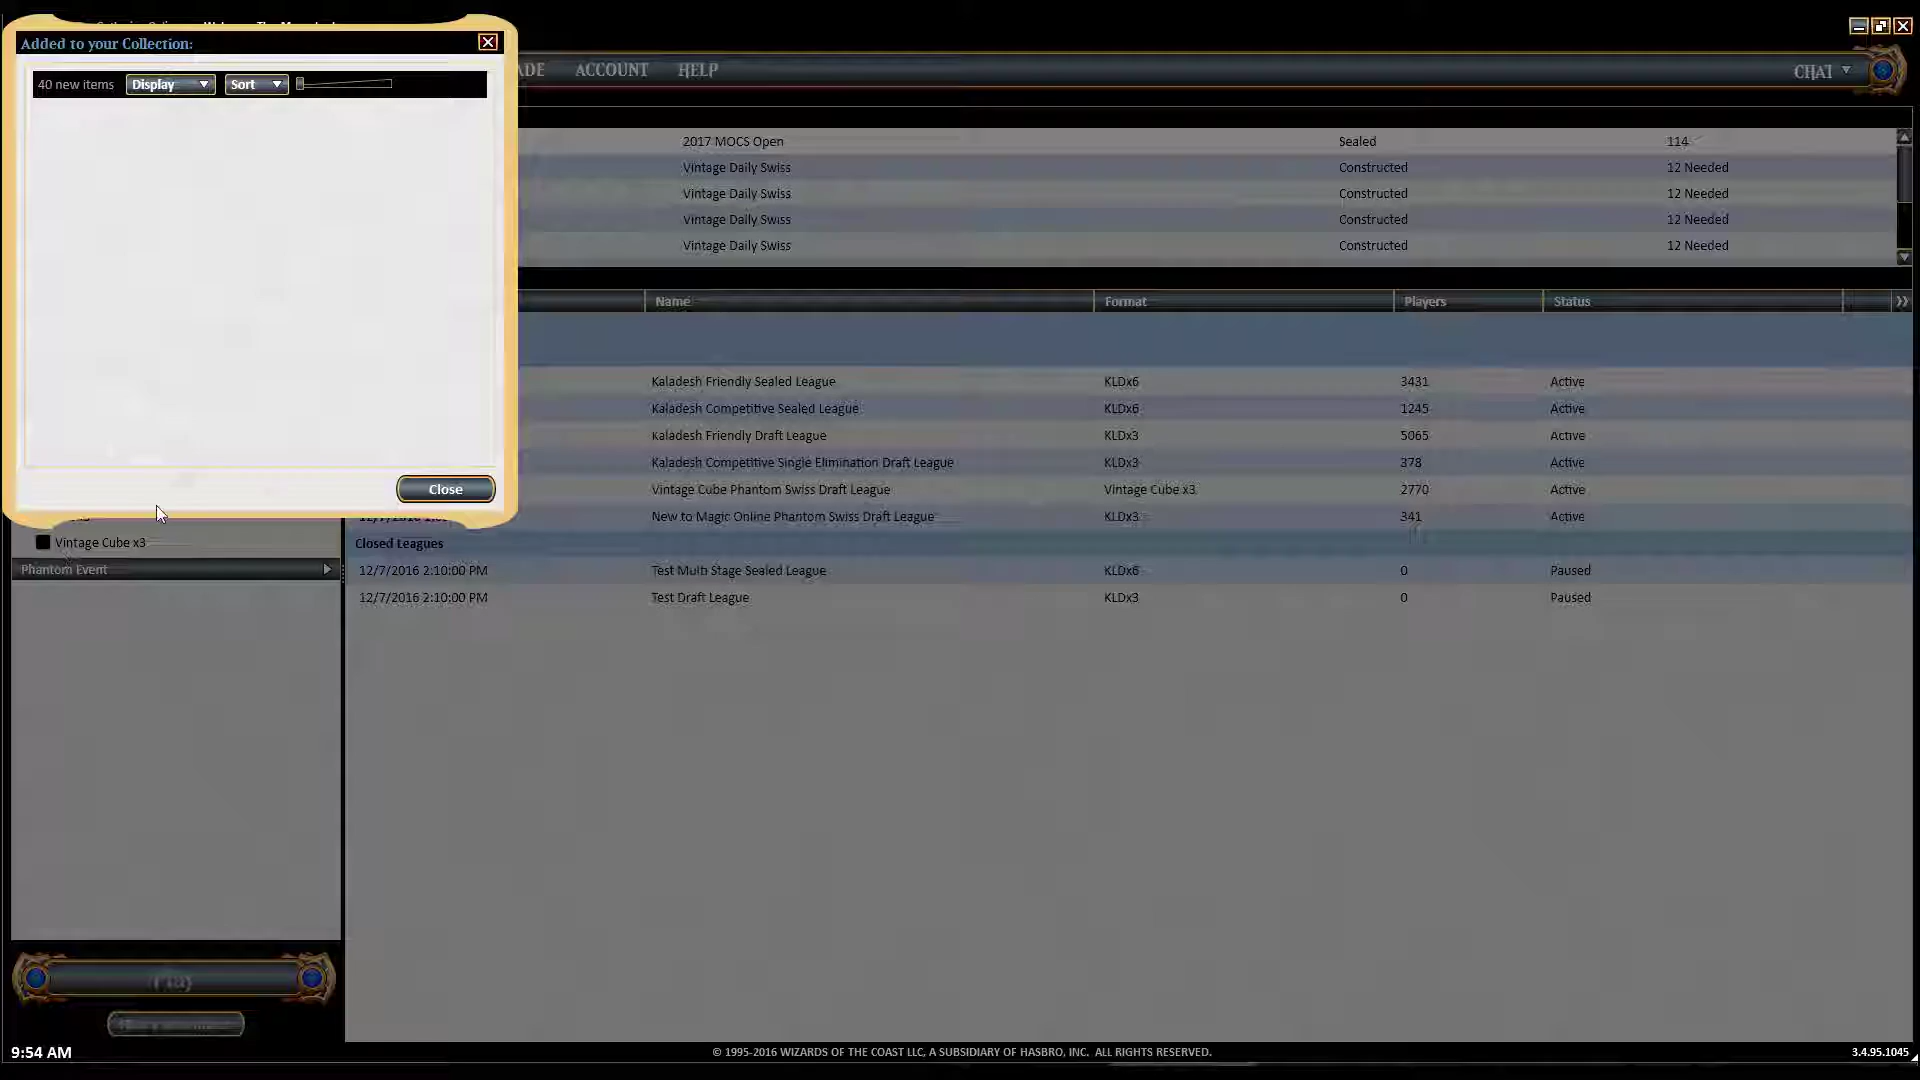 Added to your Collection:
40 new items Display Sort
ADE ACCOUNT HELP CHAT
2017 MOCS Open Sealed 114
Vintage Daily Swiss Constructed 12 Needed
Vintage Daily Swiss Constructed 12 Needed
Vintage Daily Swiss Constructed 12 Needed
Vintage Daily Swiss Constructed 12 Needed
Name Format Players Status
Kaladesh Friendly Sealed League KLDx6 3431 Active
Kaladesh Competitive Sealed League KLDx6 1245 Active
Kaladesh Friendly Draft League KLDx3 5065 Active
Kaladesh Competitive Single Elimination Draft League KLDx3 378 Active
Close
Vintage Cube Phantom Swiss Draft League Vintage Cube x3 2770 Active
New to Magic Online Phantom Swiss Draft League KLDx3 341 Active
Vintage Cube x3
Closed Leagues
Phantom Event
12/7/2016 2:10:00 PM Test Multi Stage Sealed League KLDx6 0 Paused
12/7/2016 2:10:00 PM Test Draft League KLDx3 0 Paused
9:54 AM
© 1995-2016 WIZARDS OF THE COAST LLC, A SUBSIDIARY OF HASBRO, INC. ALL RIGHTS RESERVED.
3.4.95.1045